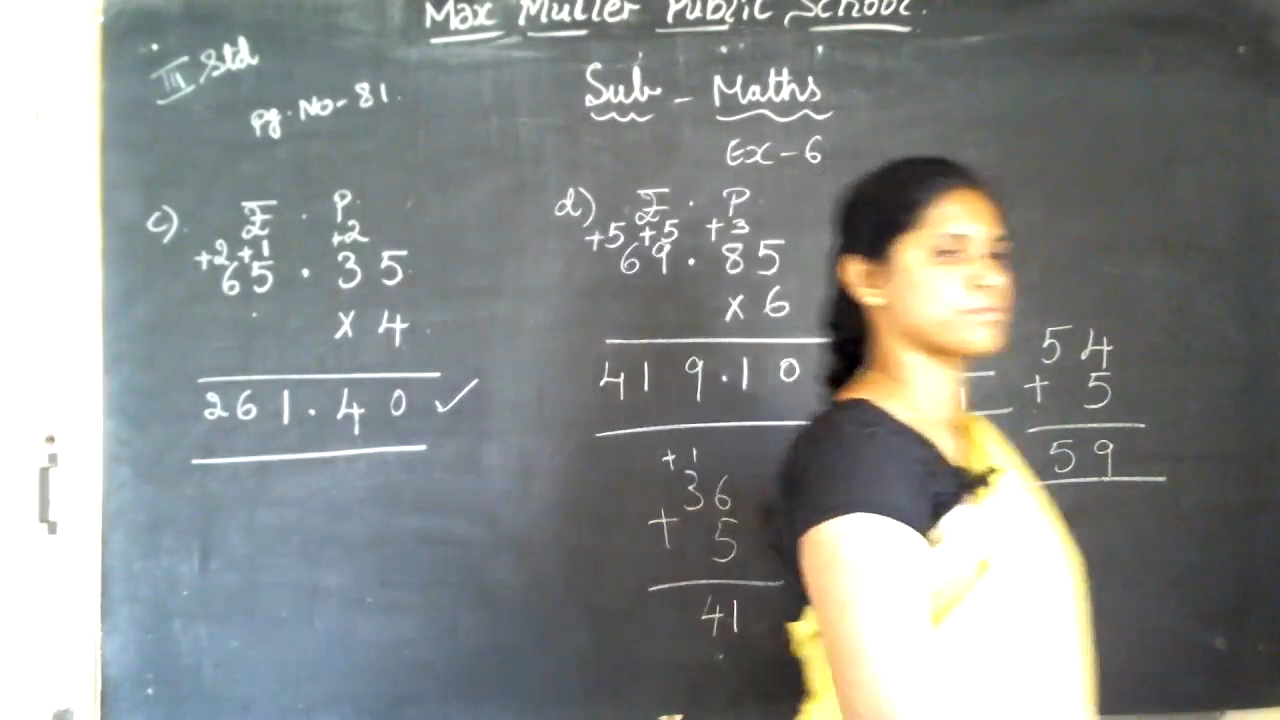 Max Muller Public School.
III Std
Pg. No-81.
Sub - Maths
Ex-6
c) ₹ . P.
+2 +1 +2
65 . 35
x 4
261.40 ✓
d) ₹ . P.
+5 +5 +3
69 . 85
x 6
419.10
+1
36
+ 5
41
54
+ 5
59